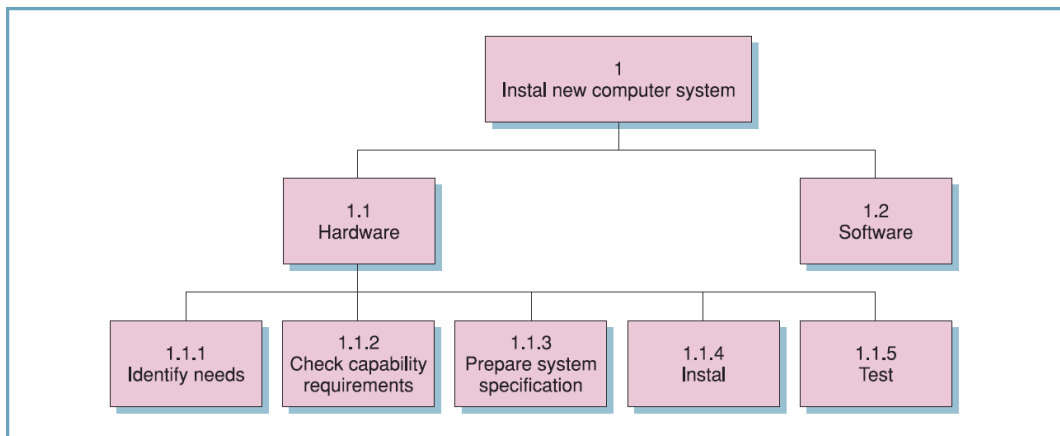 1
Instal new computer system
1.1
Hardware
1.2
Software
1.1.1
Identify needs
1.1.2
Check capability
requirements
1.1.3
Prepare system
specification
1.1.4
Instal
1.1.5
Test